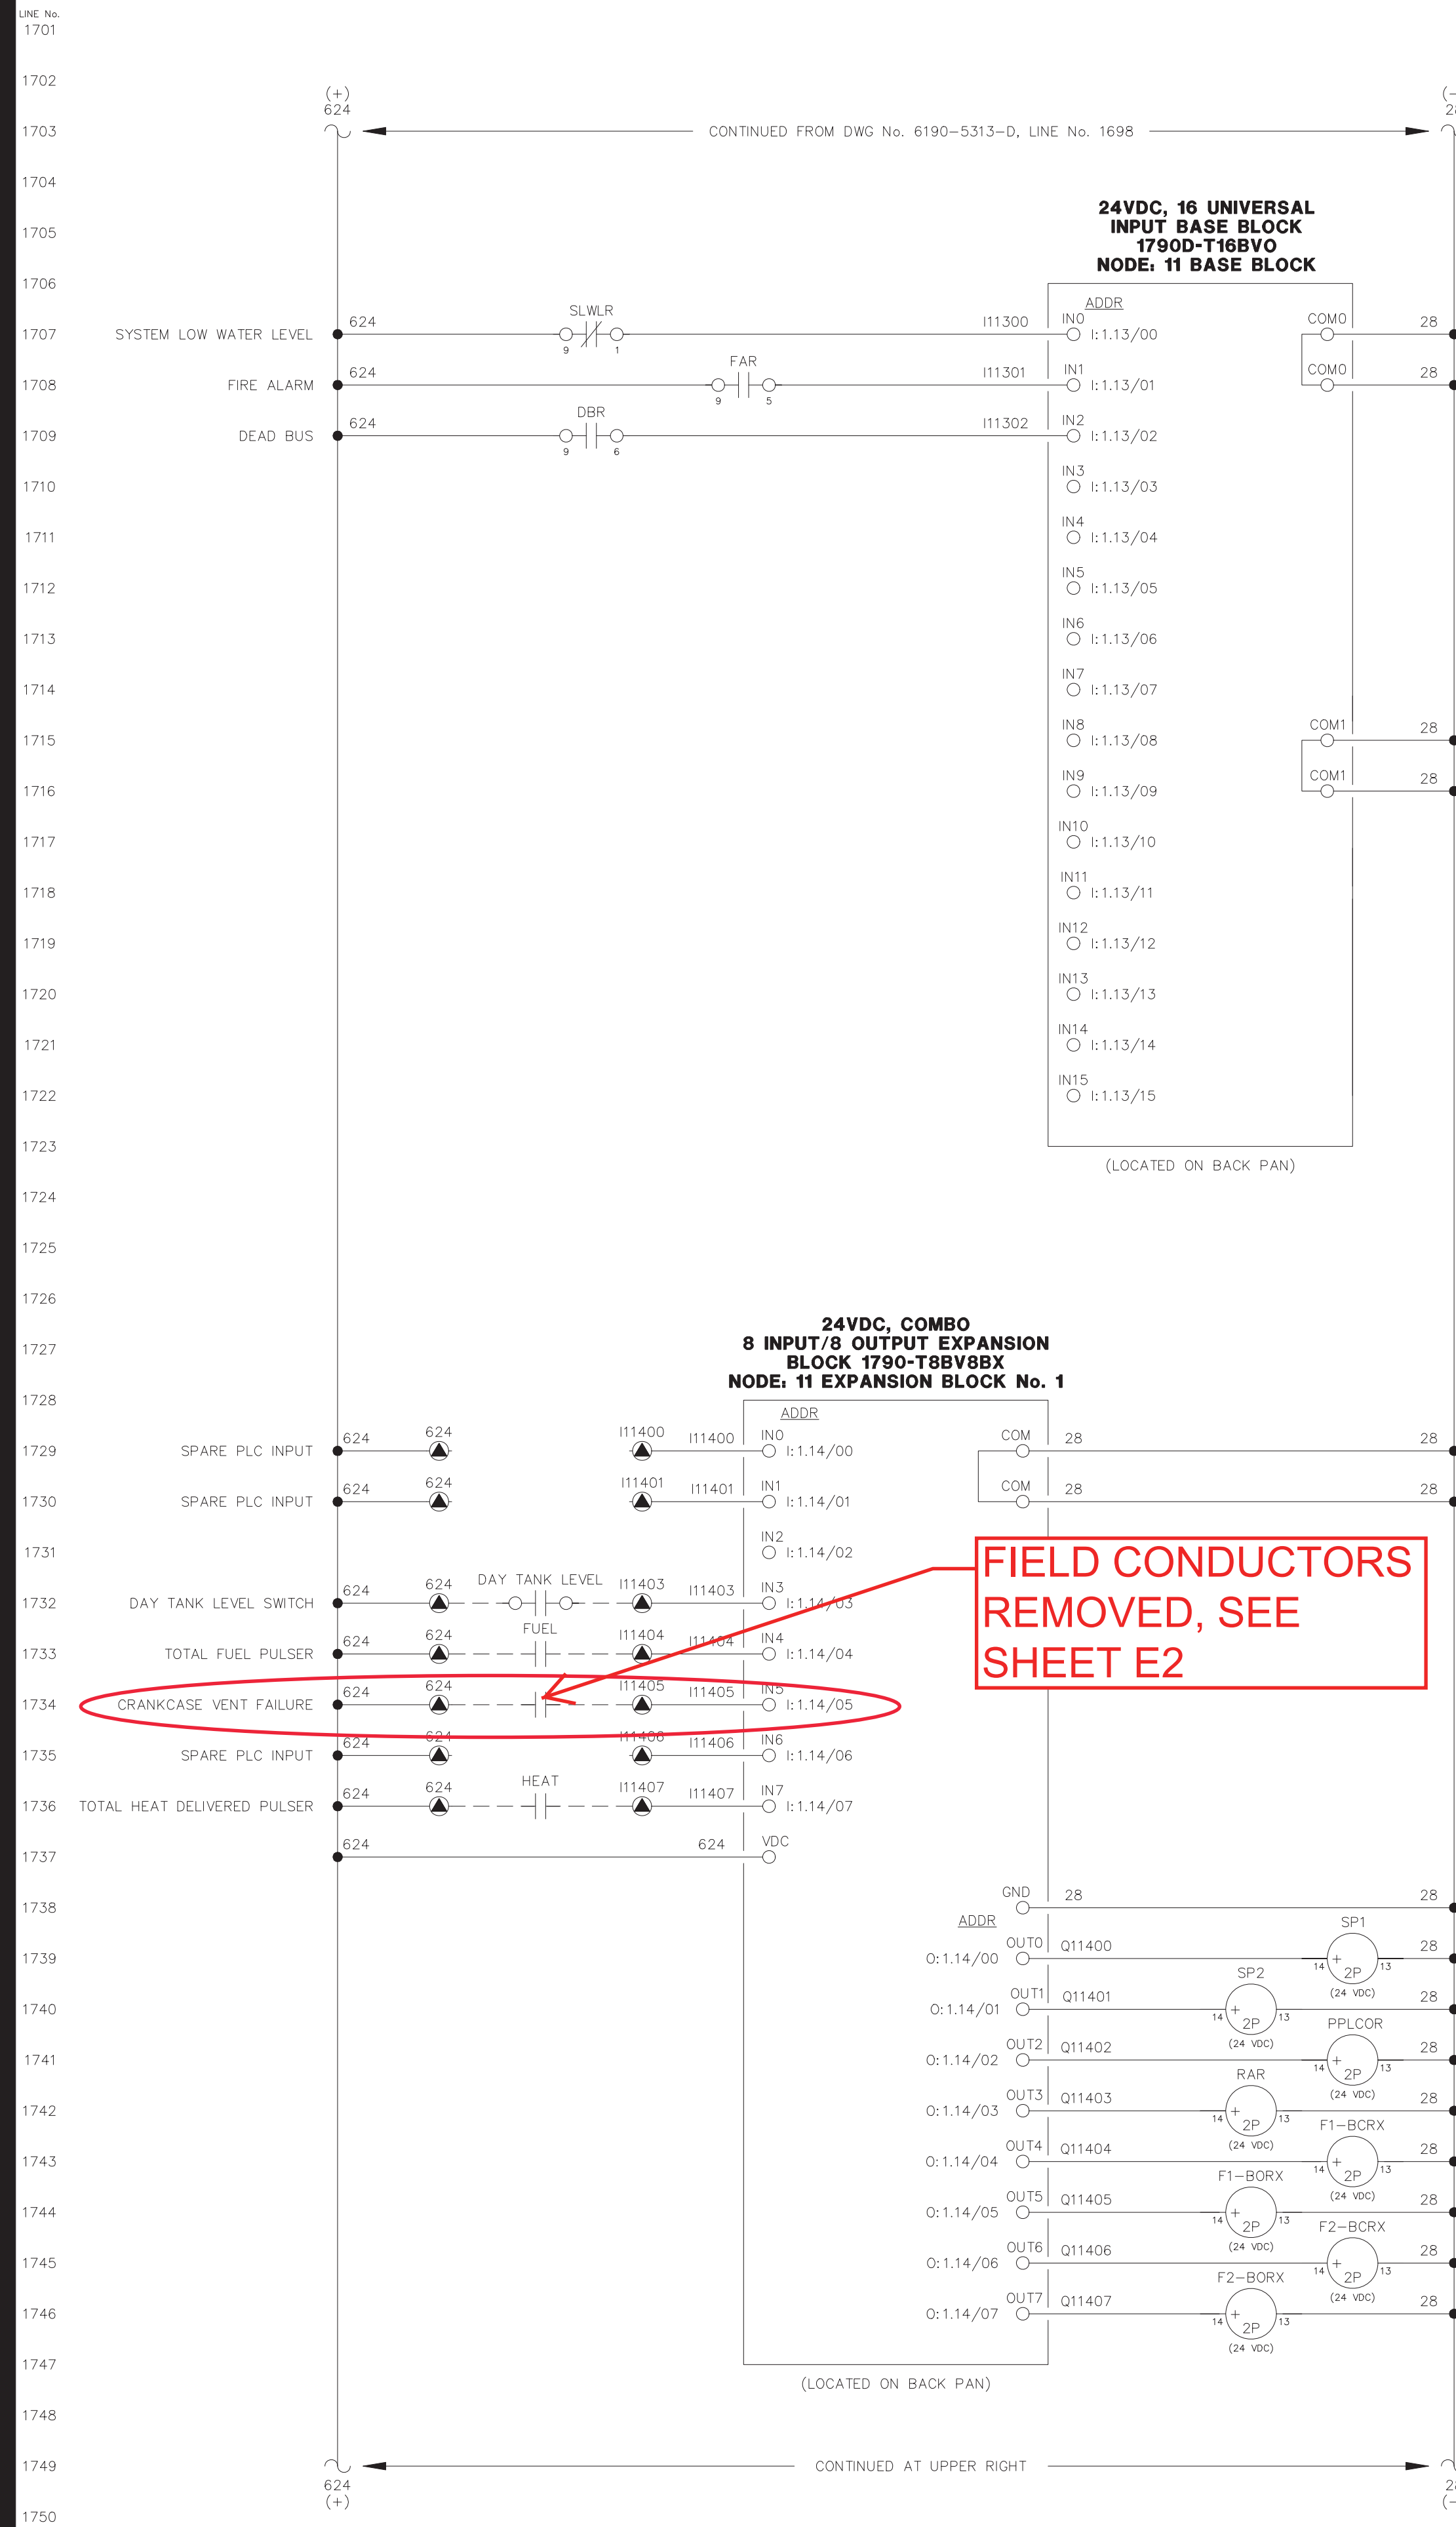 LINE No.
1701
1702
(+)
624
1703 CONTINUED FROM DWG No. 6190-5313-D, LINE No. 1698
1704
24VDC, 16 UNIVERSAL
1705 INPUT BASE BLOCK
1790D-T16BVO
NODE: 11 BASE BLOCK
1706
ADDR
1707 SYSTEM LOW WATER LEVEL 624 SLWLR 9 1 I11300 IN0 I:1.13/00 COM0 28
1708 FIRE ALARM 624 FAR 9 5 I11301 IN1 I:1.13/01 COM0 28
1709 DEAD BUS 624 DBR 9 6 I11302 IN2 I:1.13/02
1710 IN3 I:1.13/03
1711 IN4 I:1.13/04
1712 IN5 I:1.13/05
1713 IN6 I:1.13/06
1714 IN7 I:1.13/07
1715 IN8 I:1.13/08 COM1 28
1716 IN9 I:1.13/09 COM1 28
1717 IN10 I:1.13/10
1718 IN11 I:1.13/11
1719 IN12 I:1.13/12
1720 IN13 I:1.13/13
1721 IN14 I:1.13/14
1722 IN15 I:1.13/15
1723
(LOCATED ON BACK PAN)
1724
1725
1726
24VDC, COMBO
1727 8 INPUT/8 OUTPUT EXPANSION
BLOCK 1790-T8BV8BX
NODE: 11 EXPANSION BLOCK No. 1
1728
ADDR
1729 SPARE PLC INPUT 624 624 I11400 I11400 IN0 I:1.14/00 COM 28 28
1730 SPARE PLC INPUT 624 624 I11401 I11401 IN1 I:1.14/01 COM 28 28
1731 IN2 I:1.14/02
FIELD CONDUCTORS
REMOVED, SEE
SHEET E2
1732 DAY TANK LEVEL SWITCH 624 624 DAY TANK LEVEL I11403 I11403 IN3 I:1.14/03
1733 TOTAL FUEL PULSER 624 624 FUEL I11404 I11404 IN4 I:1.14/04
1734 CRANKCASE VENT FAILURE 624 624 I11405 I11405 IN5 I:1.14/05
1735 SPARE PLC INPUT 624 624 I11406 I11406 IN6 I:1.14/06
1736 TOTAL HEAT DELIVERED PULSER 624 624 HEAT I11407 I11407 IN7 I:1.14/07
1737 624 624 VDC
1738 GND 28 28
ADDR
1739 O:1.14/00 OUT0 Q11400 SP1 14 + 2P 13 (24 VDC) 28
1740 O:1.14/01 OUT1 Q11401 SP2 14 + 2P 13 (24 VDC) 28
1741 O:1.14/02 OUT2 Q11402 PPLCOR 14 + 2P 13 (24 VDC) 28
1742 O:1.14/03 OUT3 Q11403 RAR 14 + 2P 13 (24 VDC) 28
1743 O:1.14/04 OUT4 Q11404 F1-BCRX 14 + 2P 13 (24 VDC) 28
1744 O:1.14/05 OUT5 Q11405 F1-BORX 14 + 2P 13 (24 VDC) 28
1745 O:1.14/06 OUT6 Q11406 F2-BCRX 14 + 2P 13 (24 VDC) 28
1746 O:1.14/07 OUT7 Q11407 F2-BORX 14 + 2P 13 (24 VDC) 28
1747
(LOCATED ON BACK PAN)
1748
1749 CONTINUED AT UPPER RIGHT
624
(+)
1750